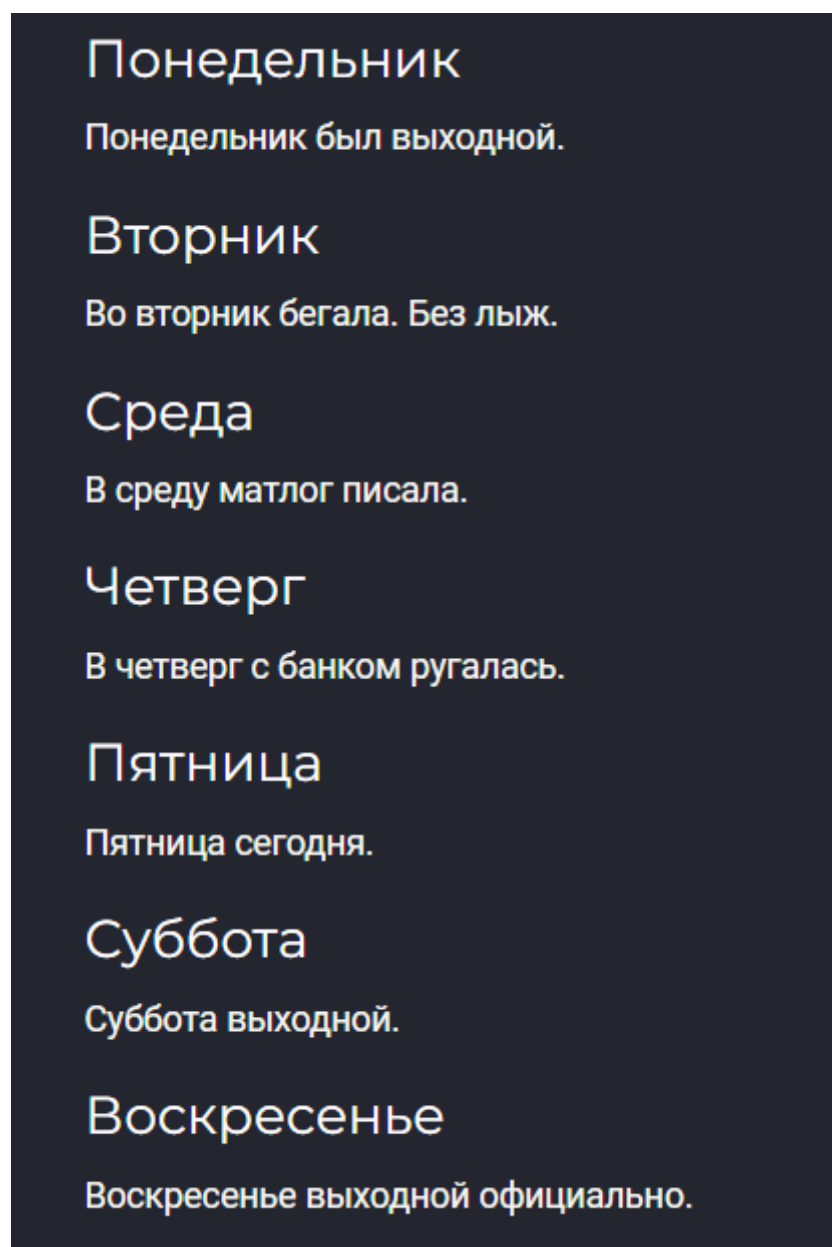 Понедельник
Понедельник был выходной.
Вторник
Во вторник бегала. Без лыж.
Среда
В среду матлог писала.
Четверг
В четверг с банком ругалась.
Пятница
Пятница сегодня.
Суббота
Суббота выходной.
Воскресенье
Воскресенье выходной официально.